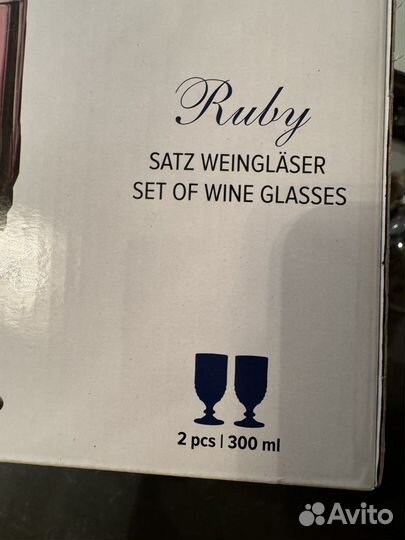 Ruby
SATZ WEINGLÄSER
SET OF WINE GLASSES
2 pcs | 300 ml
Avito